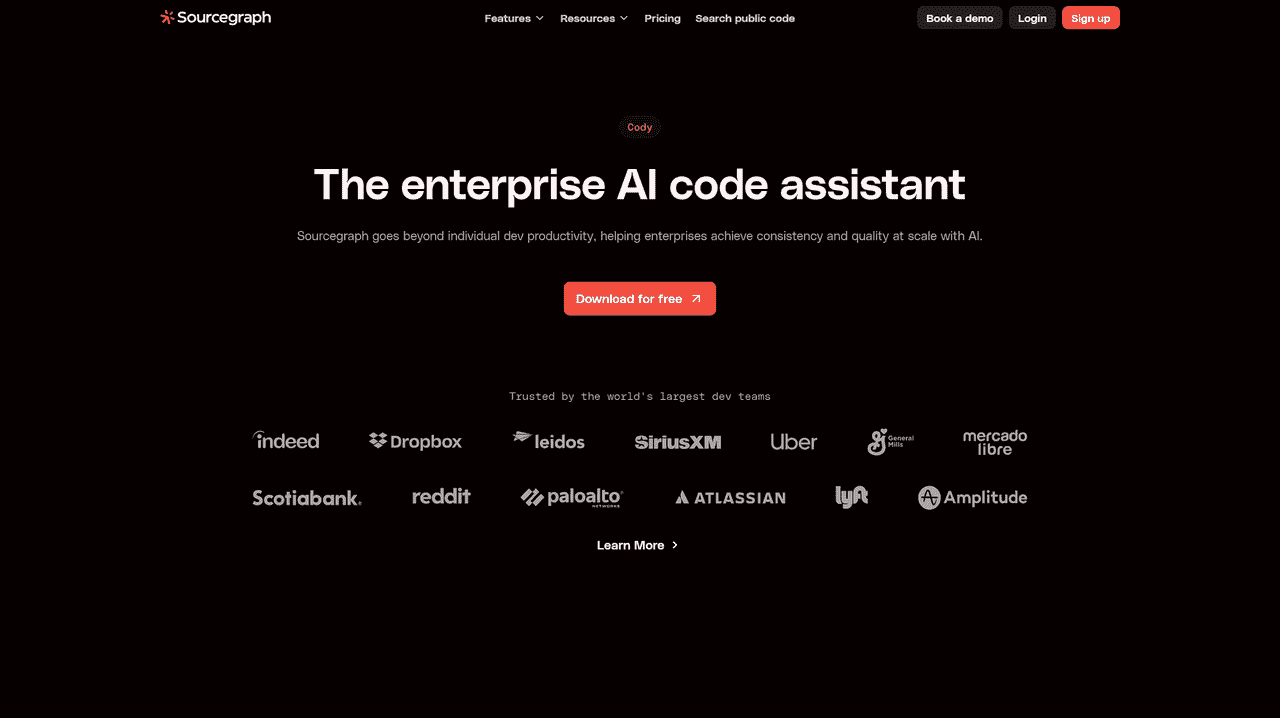 Sourcegraph Features Resources Pricing Search public code Book a demo Login Sign up
Cody
The enterprise AI code assistant
Sourcegraph goes beyond individual dev productivity, helping enterprises achieve consistency and quality at scale with AI.
Download for free
Trusted by the world's largest dev teams
indeed Dropbox leidos SiriusXM Uber General Mills mercado libre
Scotiabank® reddit paloalto® NETWORKS ATLASSIAN lyft Amplitude
Learn More